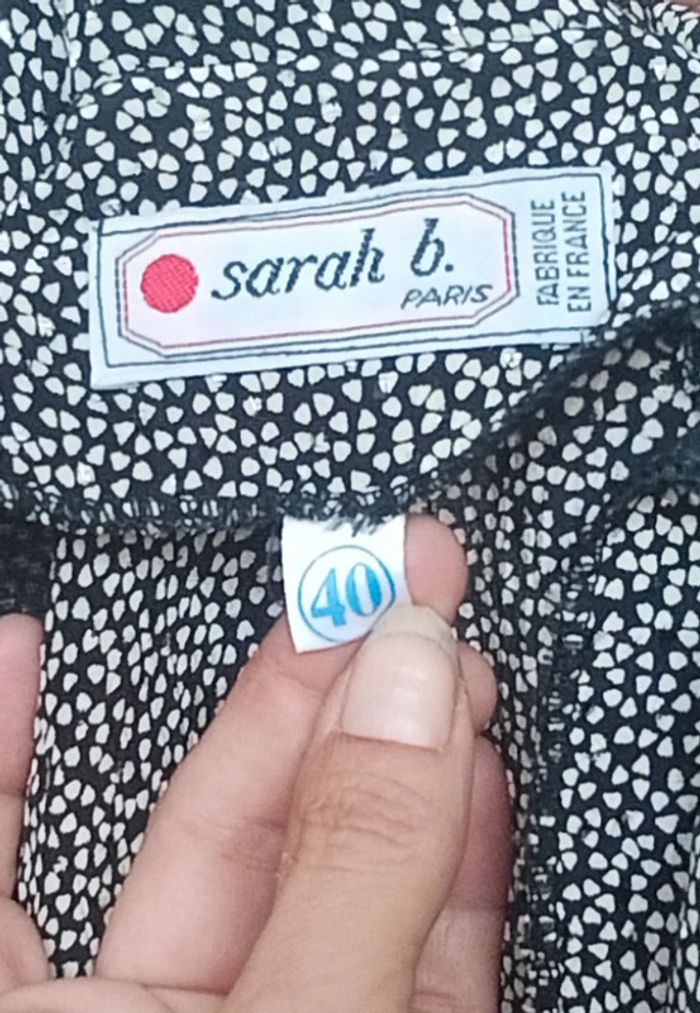 sarah b.
PARIS
FABRIQUE
EN FRANCE
40